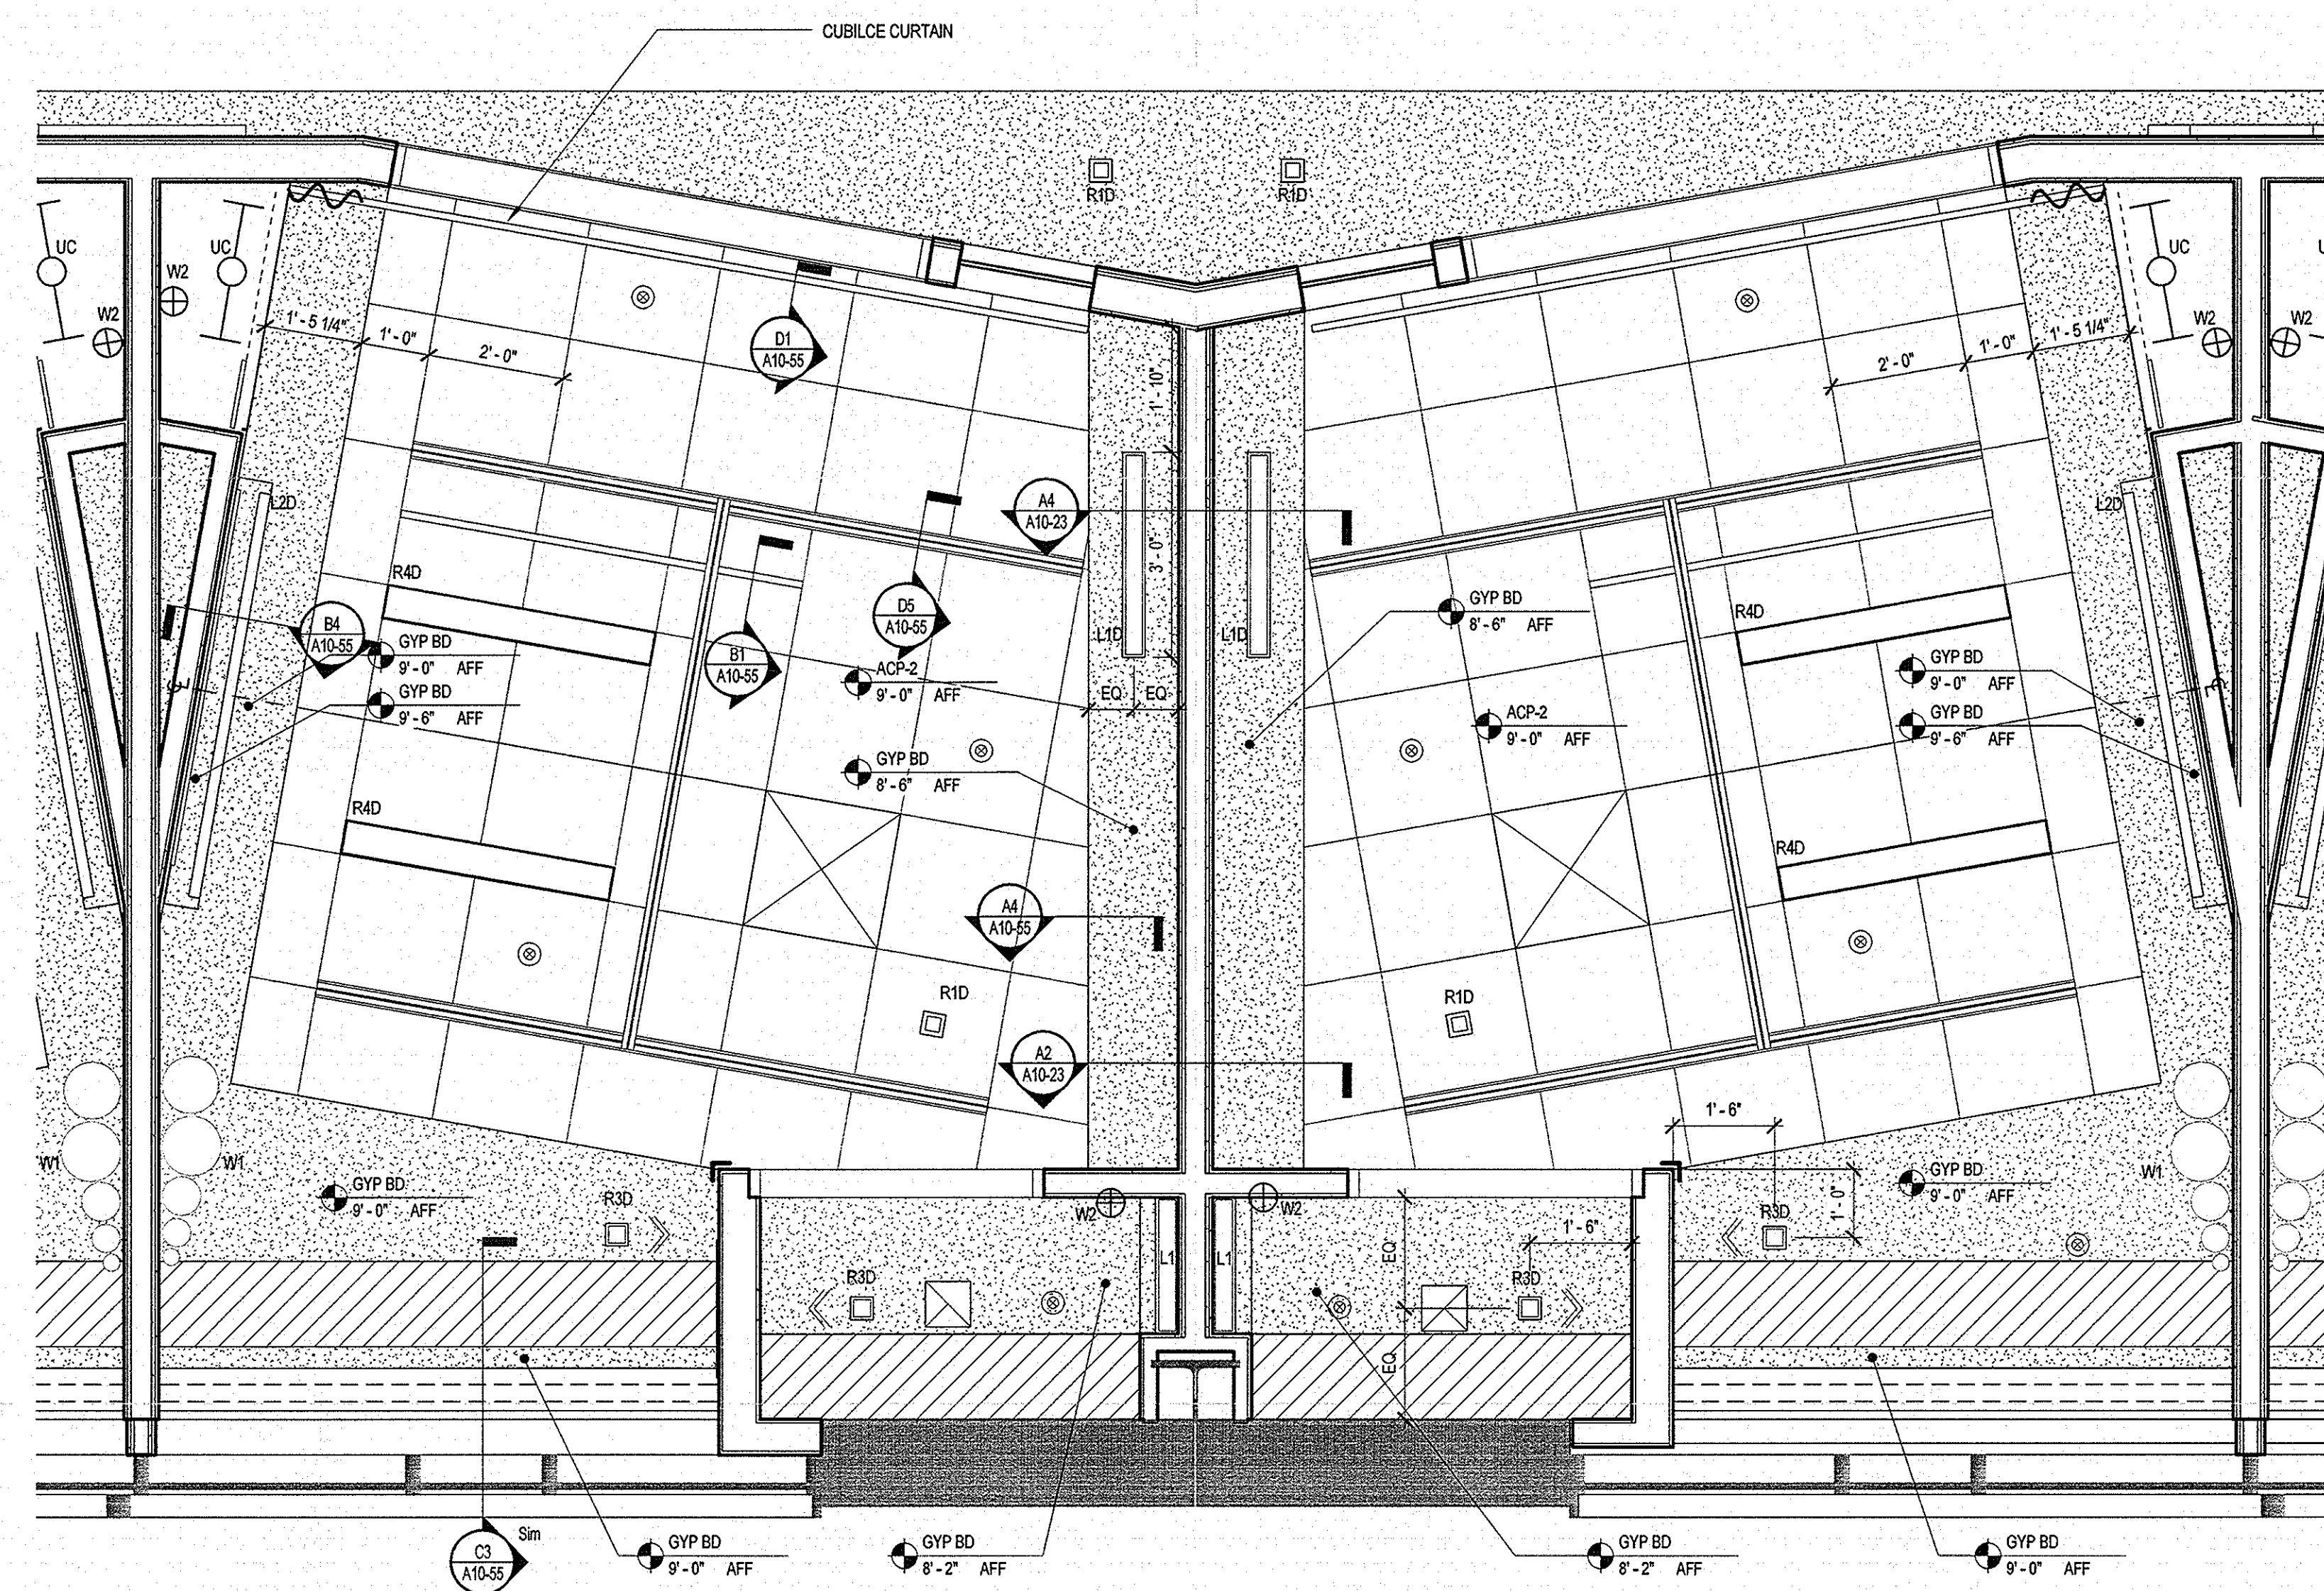 CUBILCE CURTAIN
R1D
R1D
UC
UC
W2
W2
UC
W2
W2
1' - 5 1/4"
1' - 0"
2' - 0"
D1
A10-55
1' - 10"
2' - 0"
1' - 0"
1' - 5 1/4"
L2D
A4
A10-23
3' - 0"
L2D
R4D
B4
A10-55
GYP BD
9' - 0" AFF
GYP BD
9' - 6" AFF
B1
A10-55
D5
A10-55
ACP-2
9' - 0" AFF
L1D
L1D
EQ
EQ
GYP BD
8' - 6" AFF
GYP BD
8' - 6" AFF
ACP-2
9' - 0" AFF
R4D
GYP BD
9' - 0" AFF
GYP BD
9' - 6" AFF
R4D
R4D
A4
A10-55
R1D
R1D
A2
A10-23
1' - 6"
W1
W1
GYP BD
9' - 0" AFF
R3D
W2
W2
1' - 6"
R3D
1' - 0"
GYP BD
9' - 0" AFF
W1
R3D
L1
L1
EQ
R3D
EQ
Sim
C3
A10-55
GYP BD
9' - 0" AFF
GYP BD
8' - 2" AFF
GYP BD
8' - 2" AFF
GYP BD
9' - 0" AFF